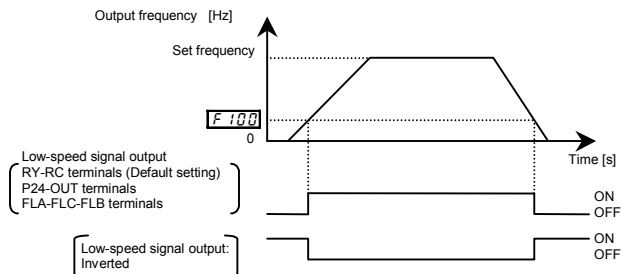 Output frequency [Hz]
Set frequency
F 100
0
Time [s]
Low-speed signal output
RY-RC terminals (Default setting)
P24-OUT terminals
FLA-FLC-FLB terminals
ON
OFF
Low-speed signal output:
Inverted
ON
OFF